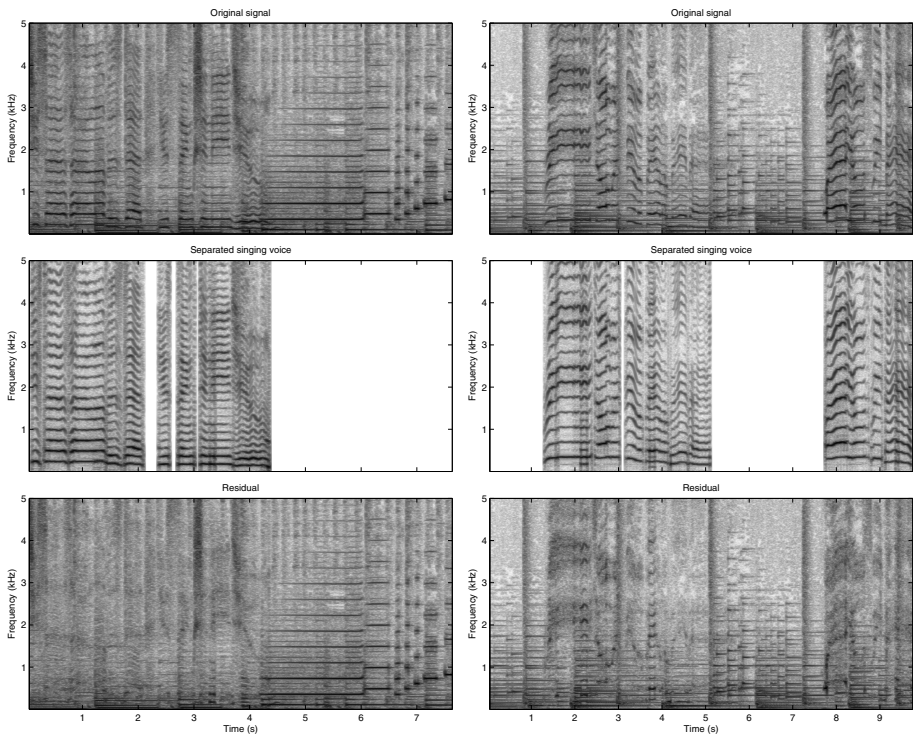 Original signal
5
4
3
2
1
Frequency (kHz)
Original signal
5
4
3
2
1
Frequency (kHz)
Separated singing voice
5
4
3
2
1
Frequency (kHz)
Separated singing voice
5
4
3
2
1
Frequency (kHz)
Residual
5
4
3
2
1
Frequency (kHz)
1 2 3 4 5 6 7
Time (s)
Residual
5
4
3
2
1
Frequency (kHz)
1 2 3 4 5 6 7 8 9
Time (s)